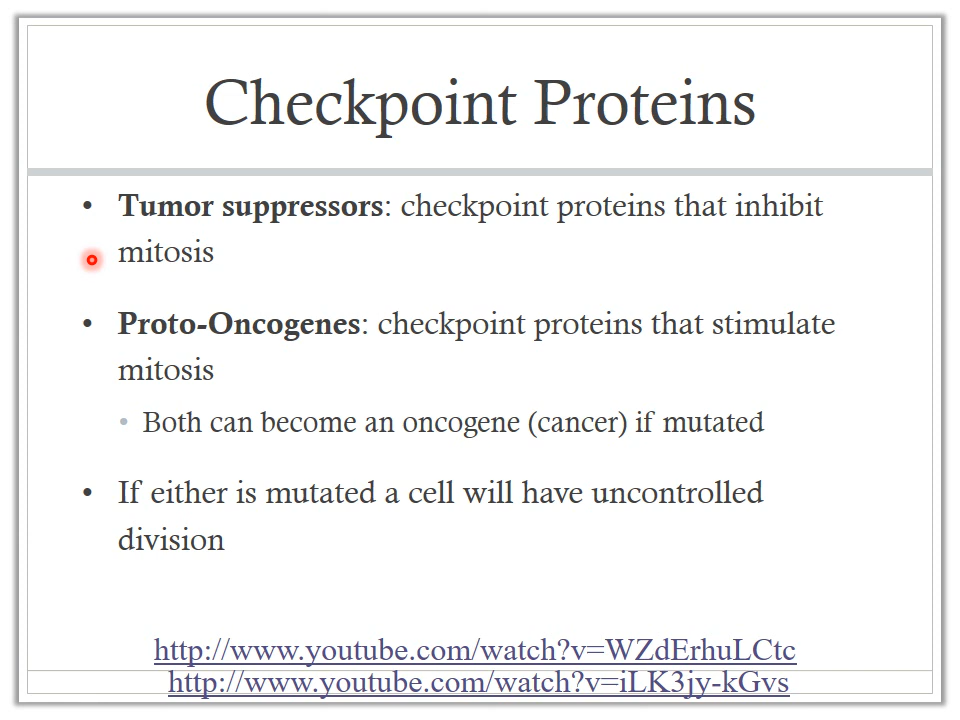 Checkpoint Proteins
• Tumor suppressors: checkpoint proteins that inhibit
mitosis
• Proto-Oncogenes: checkpoint proteins that stimulate
mitosis
• Both can become an oncogene (cancer) if mutated
• If either is mutated a cell will have uncontrolled
division
http://www.youtube.com/watch?v=WZdErhuLCtc
http://www.youtube.com/watch?v=iLK3jy-kGvs